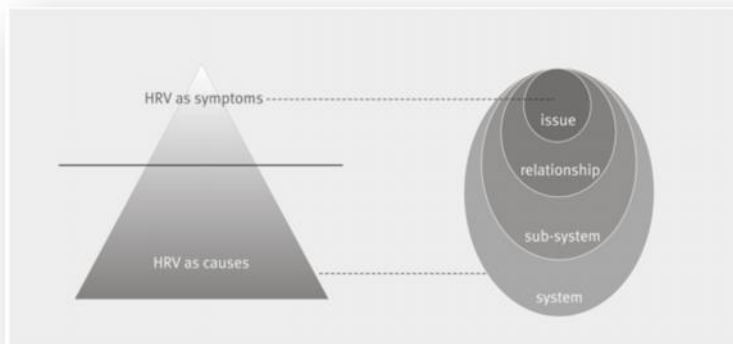 HRV as symptoms
HRV as causes
issue
relationship
sub-system
system